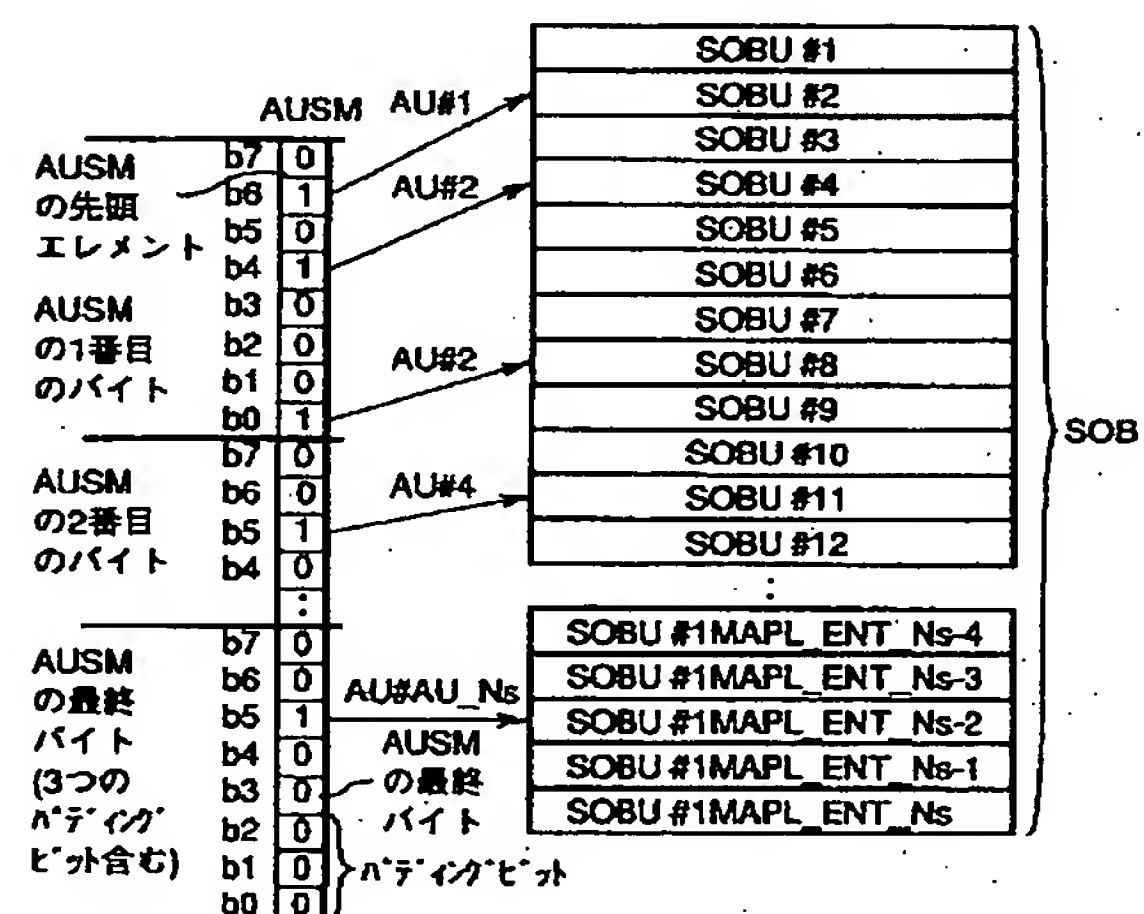 AUSM
AUSM
の先頭
エレメント
AUSM
の1番目
のバイト
AUSM
の2番目
のバイト
AUSM
の最終
バイト
(3つの
パディング
ビット含む)
b7 0
b6 1
b5 0
b4 1
b3 0
b2 0
b1 0
b0 1
b7 0
b6 0
b5 1
b4 0
⋮
b7 0
b6 0
b5 1
b4 0
b3 0
b2 0
b1 0
b0 0
AU#1
AU#2
AU#2
AU#4
AU#AU_Ns
AUSM
の最終
バイト
パディングビット
SOBU #1
SOBU #2
SOBU #3
SOBU #4
SOBU #5
SOBU #6
SOBU #7
SOBU #8
SOBU #9
SOBU #10
SOBU #11
SOBU #12
⋮
SOBU #1MAPL_ENT_Ns-4
SOBU #1MAPL_ENT_Ns-3
SOBU #1MAPL_ENT_Ns-2
SOBU #1MAPL_ENT_Ns-1
SOBU #1MAPL_ENT_Ns
SOB